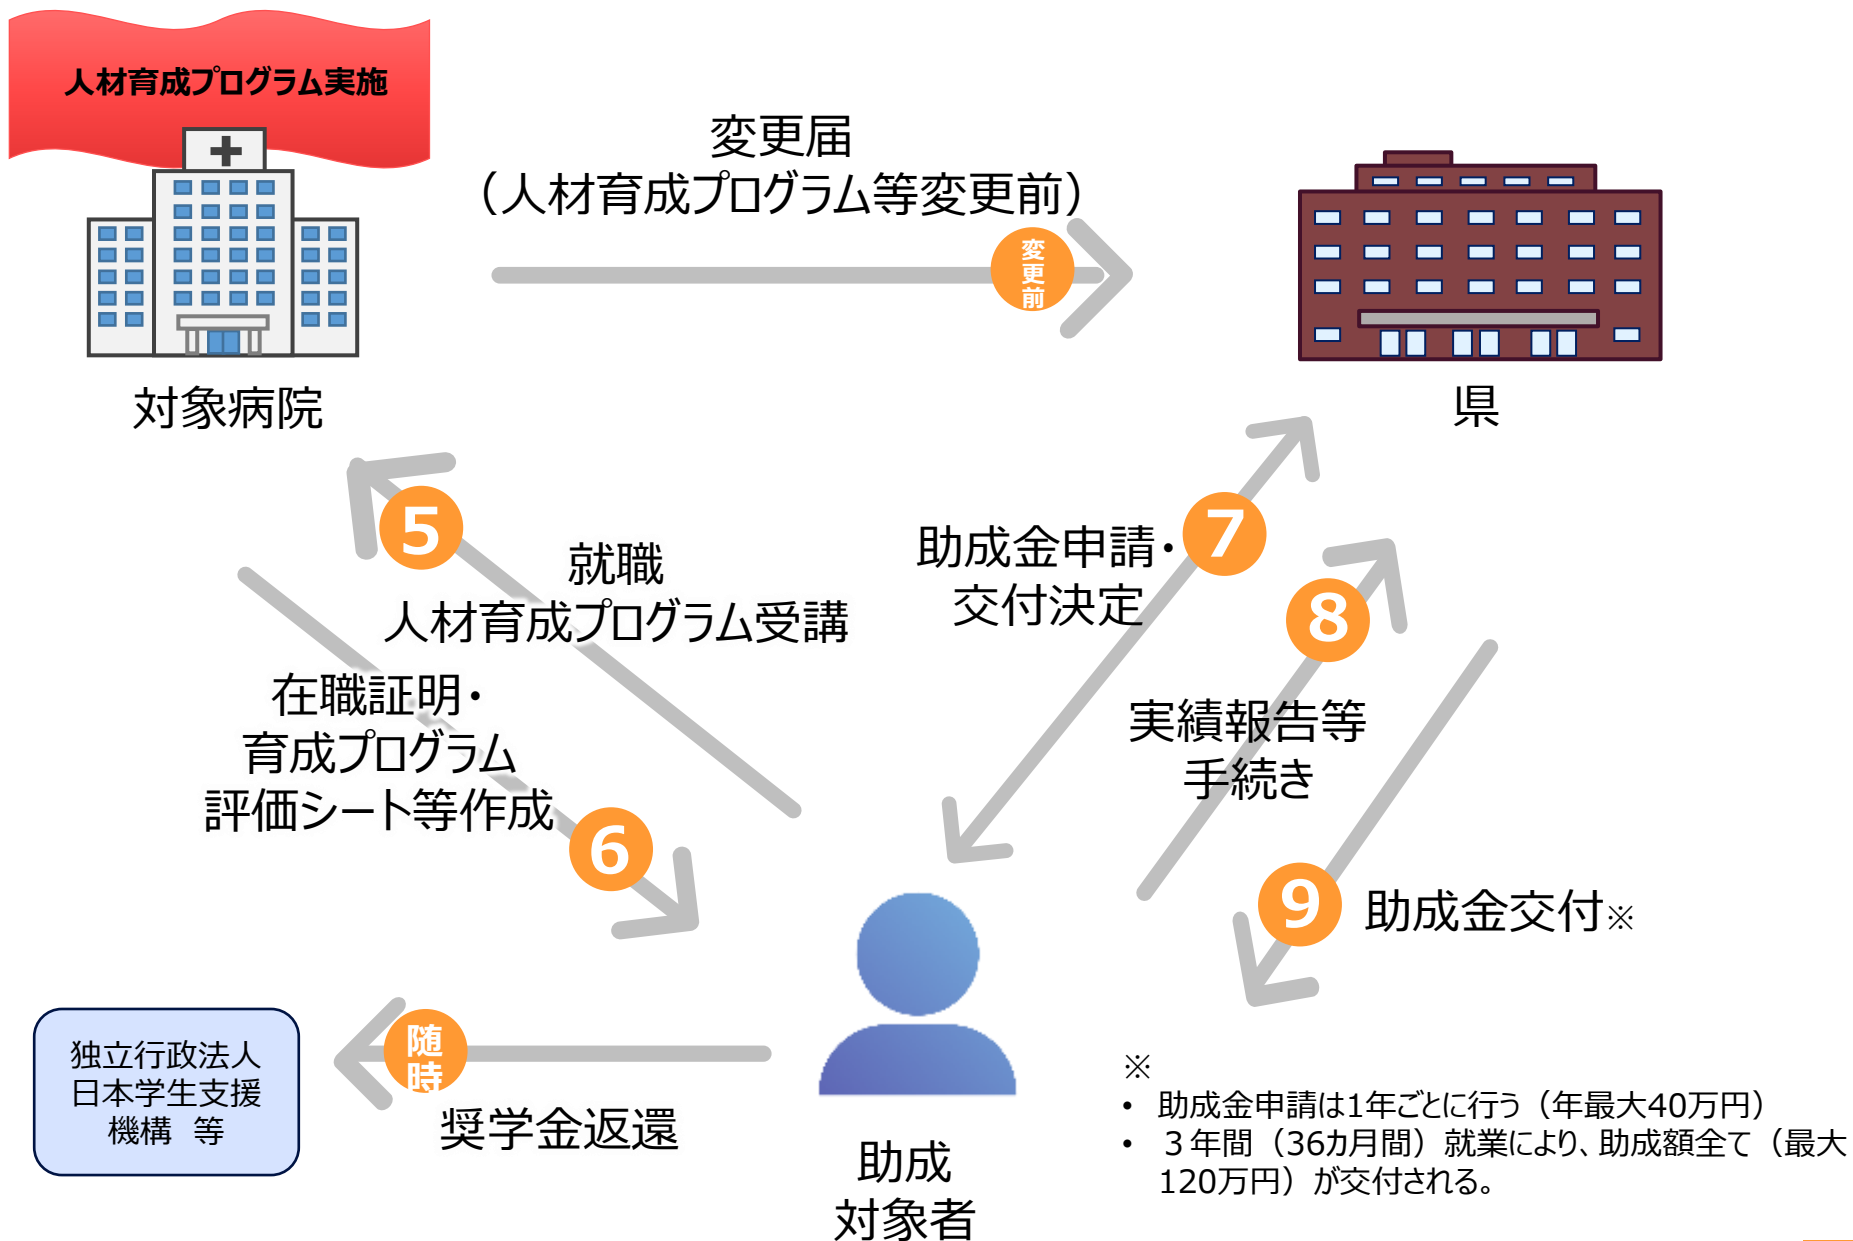 人材育成プログラム実施
変更届
（人材育成プログラム等変更前）
変更前
対象病院
県
5
就職
人材育成プログラム受講
7
助成金申請・
交付決定
8
実績報告等
手続き
在職証明・
育成プログラム
評価シート等作成
6
9
助成金交付※
独立行政法人
日本学生支援
機構　等
随時
奨学金返還
助成
対象者
※
• 助成金申請は1年ごとに行う（年最大40万円）
• ３年間（36カ月間）就業により、助成額全て（最大
120万円）が交付される。